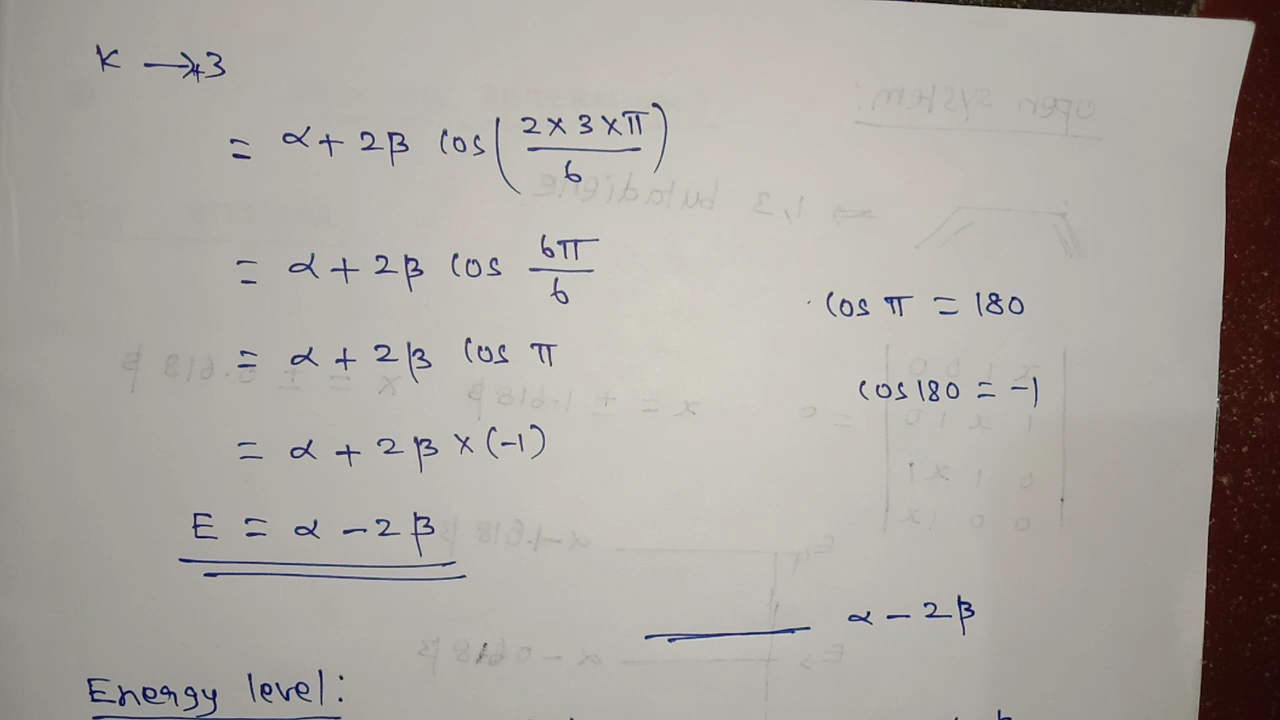 K → 3
= α + 2β cos(2×3×π/6)
= α + 2β cos 6π/6
cos π = 180
= α + 2β cos π
cos 180 = -1
= α + 2β × (-1)
E = α - 2β
α - 2β
Energy level: